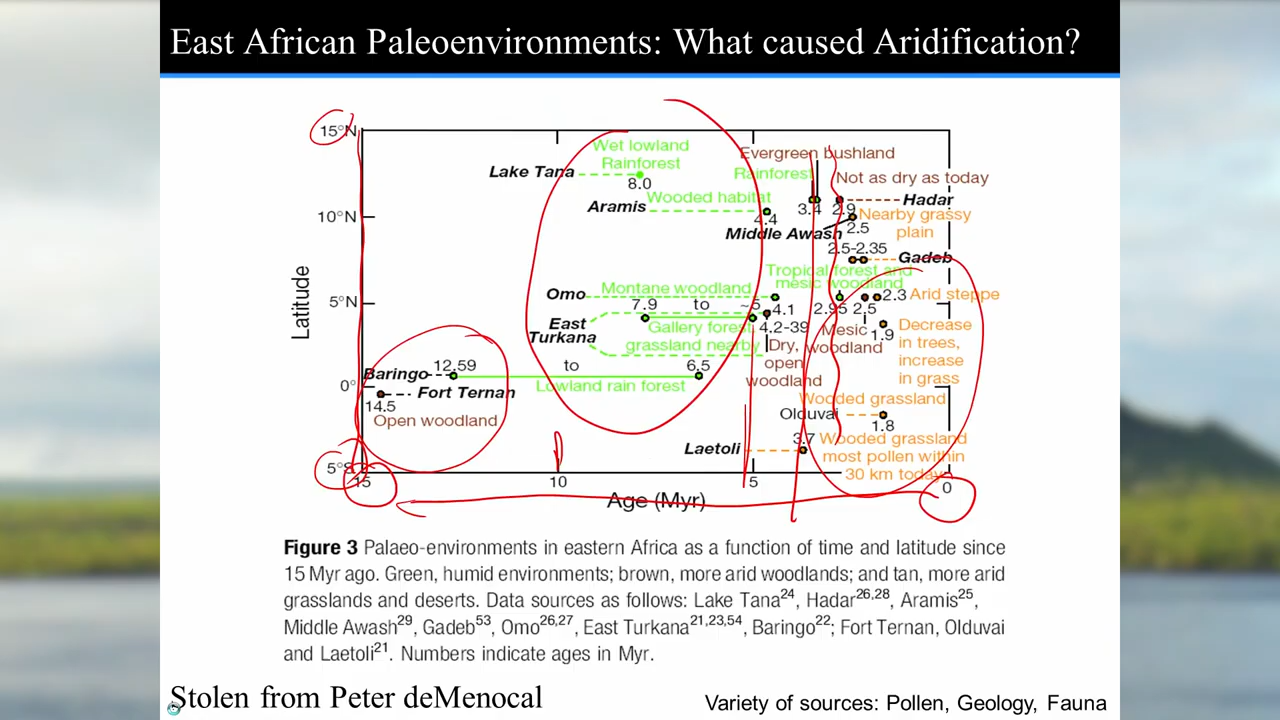 East African Paleoenvironments: What caused Aridification?
15°N
Wet lowland
Rainforest
Evergreen bushland
Lake Tana
8.0
Rainforest
Not as dry as today
Aramis
Wooded habitat
4.4
3.4
2.9
Hadar
10°N
Middle Awash
2.5
Nearby grassy
plain
2.5-2.35
Gadeb
Tropical forest and
mesic woodland
Omo
Montane woodland
4.1
2.95
2.5
2.3
Arid steppe
5°N
7.9
to
~5
East
Turkana
Gallery forest
grassland nearby
4.2-39
Dry,
open
woodland
Mesic
woodland
1.9
Decrease
in trees,
increase
in grass
Latitude
Baringo
12.59
to
6.5
Lowland rain forest
0°
Fort Ternan
14.5
Open woodland
Wooded grassland
Olduvai
1.8
Laetoli
3.7
Wooded grassland
most pollen within
30 km today
5°S
15
10
5
0
Age (Myr)
Figure 3 Palaeo-environments in eastern Africa as a function of time and latitude since
15 Myr ago. Green, humid environments; brown, more arid woodlands; and tan, more arid
grasslands and deserts. Data sources as follows: Lake Tana24, Hadar26,28, Aramis25,
Middle Awash29, Gadeb53, Omo26,27, East Turkana21,23,54, Baringo22; Fort Ternan, Olduvai
and Laetoli21. Numbers indicate ages in Myr.
Stolen from Peter deMenocal
Variety of sources: Pollen, Geology, Fauna